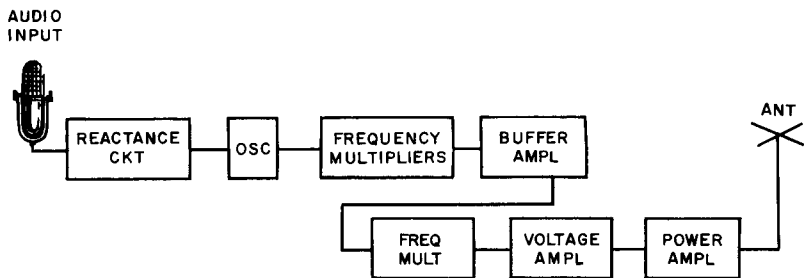 AUDIO
INPUT
REACTANCE
CKT
OSC
FREQUENCY
MULTIPLIERS
BUFFER
AMPL
ANT
FREQ
MULT
VOLTAGE
AMPL
POWER
AMPL